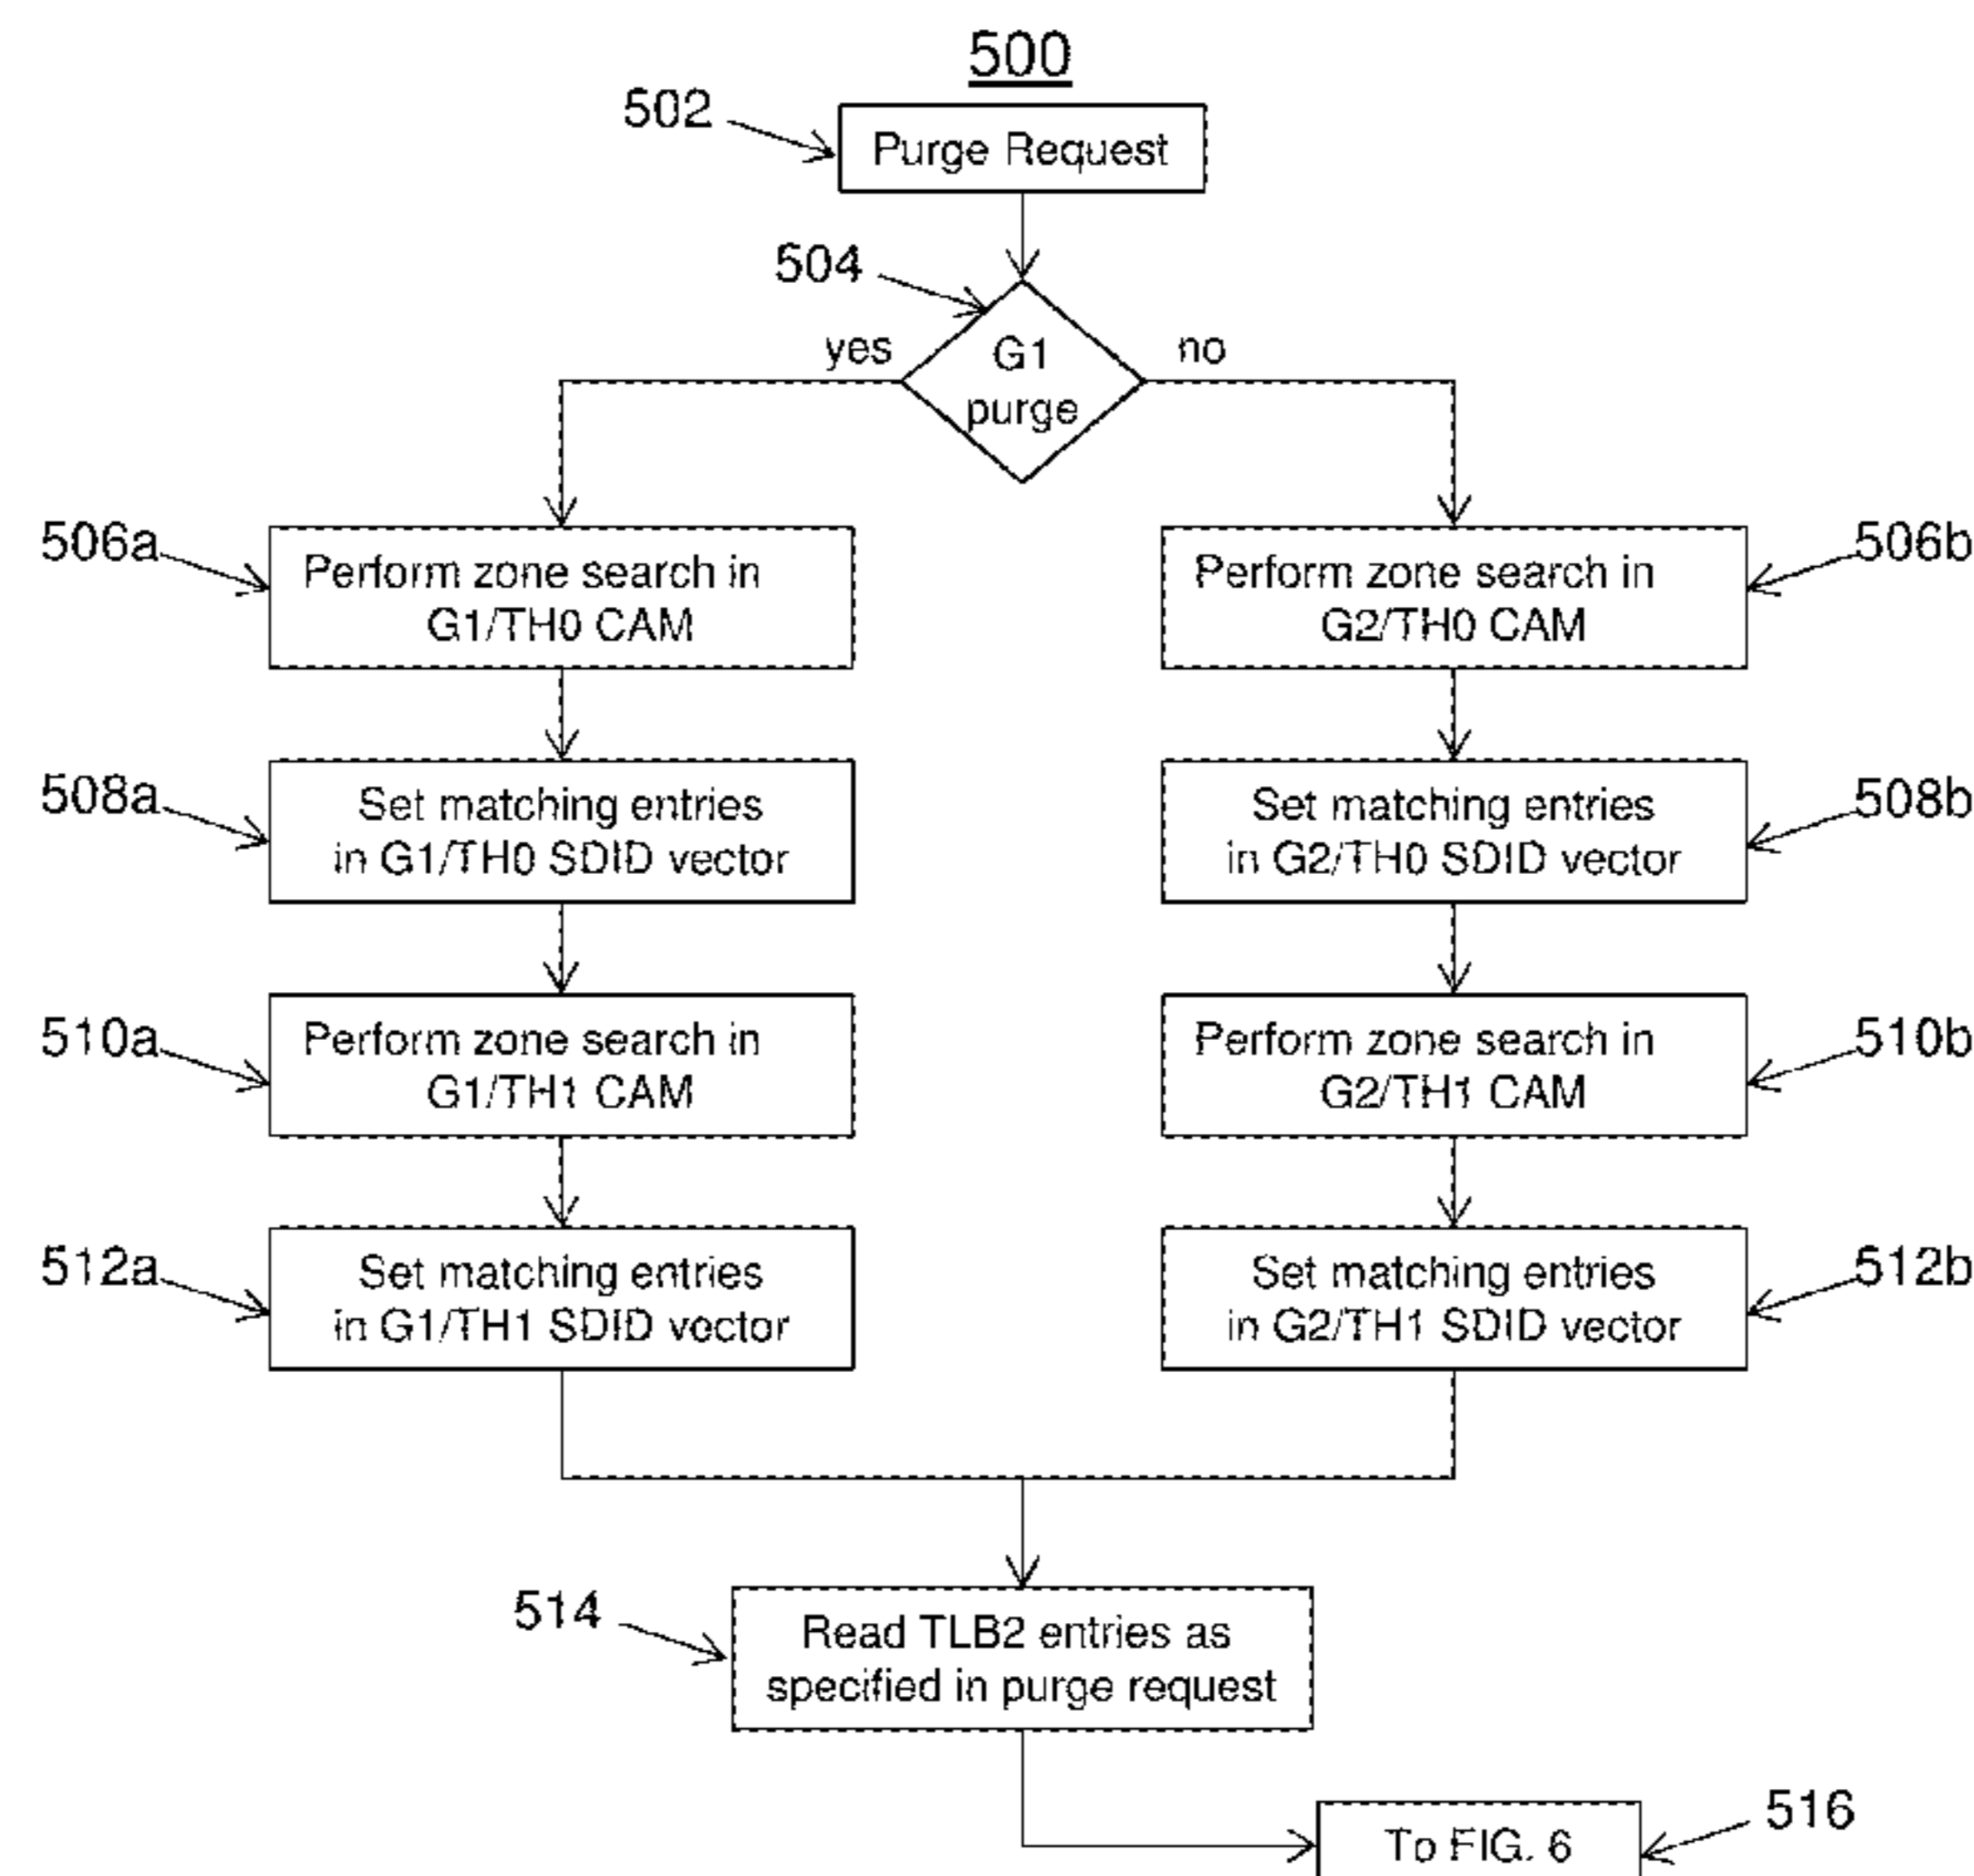 500
502
Purge Request
504
yes
G1
purge
no
506a
Perform zone search in
G1/TH0 CAM
Perform zone search in
G2/TH0 CAM
506b
508a
Set matching entries
in G1/TH0 SDID vector
Set matching entries
in G2/TH0 SDID vector
508b
510a
Perform zone search in
G1/TH1 CAM
Perform zone search in
G2/TH1 CAM
510b
512a
Set matching entries
in G1/TH1 SDID vector
Set matching entries
in G2/TH1 SDID vector
512b
514
Read TLB2 entries as
specified in purge request
To FIG. 6
516